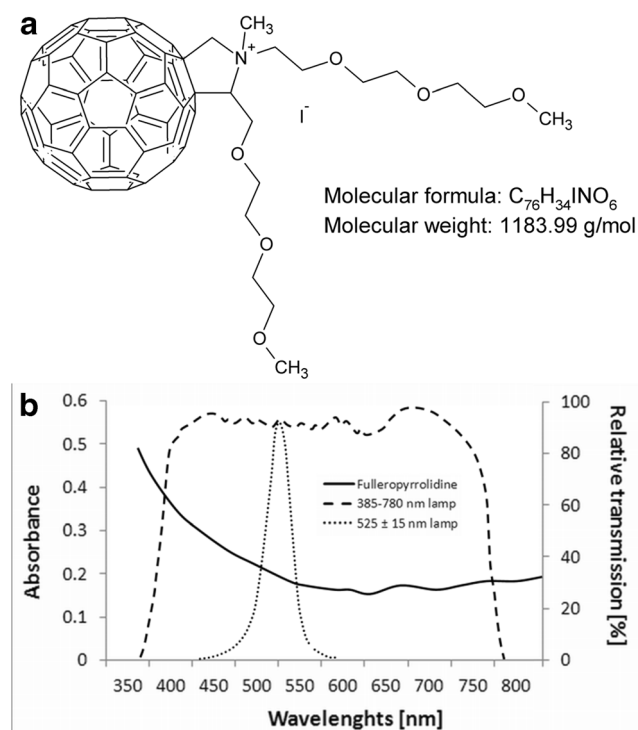 a
CH₃
N⁺
O
O
O
CH₃
I⁻
O
O
O
CH₃
Molecular formula: C₇₆H₃₄INO₆
Molecular weight: 1183.99 g/mol
b
0.6
0.5
0.4
0.3
0.2
0.1
0
Absorbance
100
80
60
40
20
0
Relative transmission [%]
Fulleropyrrolidine
385-780 nm lamp
525 ± 15 nm lamp
350 400 450 500 550 600 650 700 750 800
Wavelenghts [nm]